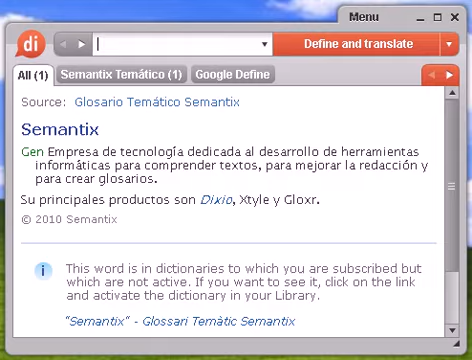 Menu
di
Define and translate
All (1)
Semantix Temático (1)
Google Define
Source: Glosario Temático Semantix
Semantix
Gen Empresa de tecnología dedicada al desarrollo de herramientas
informáticas para comprender textos, para mejorar la redacción y
para crear glosarios.
Su principales productos son Dixio, Xtyle y Gloxr.
© 2010 Semantix
This word is in dictionaries to which you are subscribed but
which are not active. If you want to see it, click on the link
and activate the dictionary in your Library.
"Semantix" - Glossari Temàtic Semantix